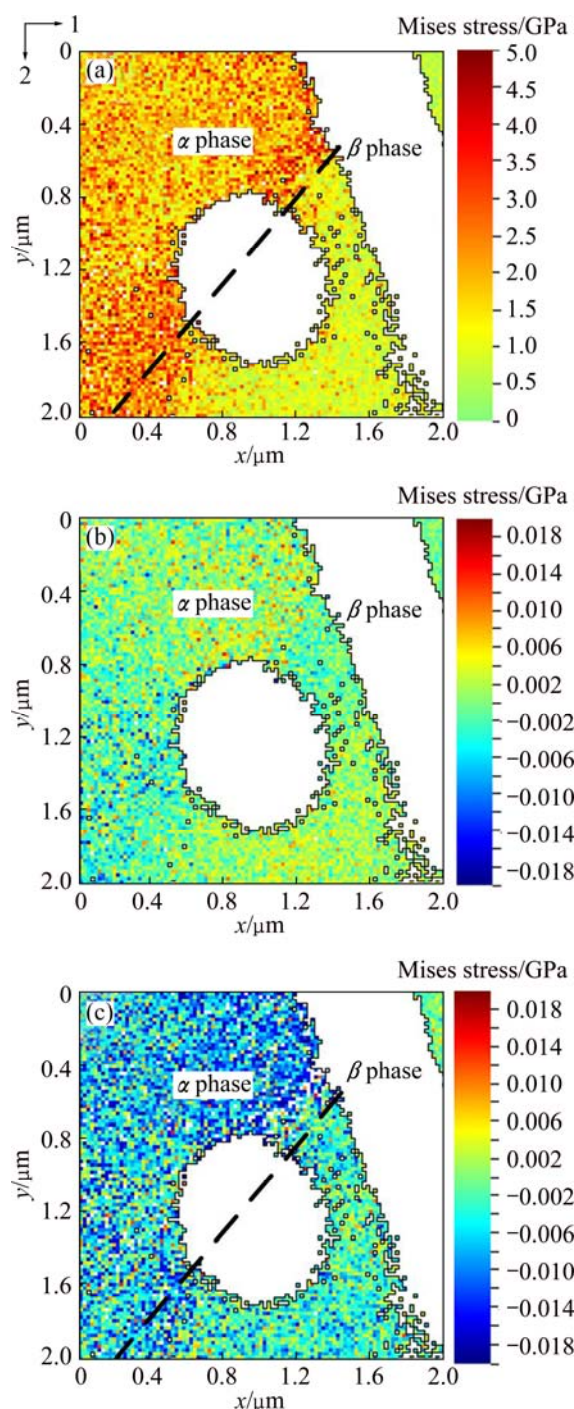 1
2
Mises stress/GPa
(a)
α phase
β phase
0
0.4
0.8
1.2
1.6
2.0
y/μm
0 0.4 0.8 1.2 1.6 2.0
x/μm
5.0
4.5
4.0
3.5
3.0
2.5
2.0
1.5
1.0
0.5
0
Mises stress/GPa
(b)
α phase
β phase
0
0.4
0.8
1.2
1.6
2.0
y/μm
0 0.4 0.8 1.2 1.6 2.0
x/μm
0.018
0.014
0.010
0.006
0.002
−0.002
−0.006
−0.010
−0.014
−0.018
Mises stress/GPa
(c)
α phase
β phase
0
0.4
0.8
1.2
1.6
2.0
y/μm
0 0.4 0.8 1.2 1.6 2.0
x/μm
0.018
0.014
0.010
0.006
0.002
−0.002
−0.006
−0.010
−0.014
−0.018